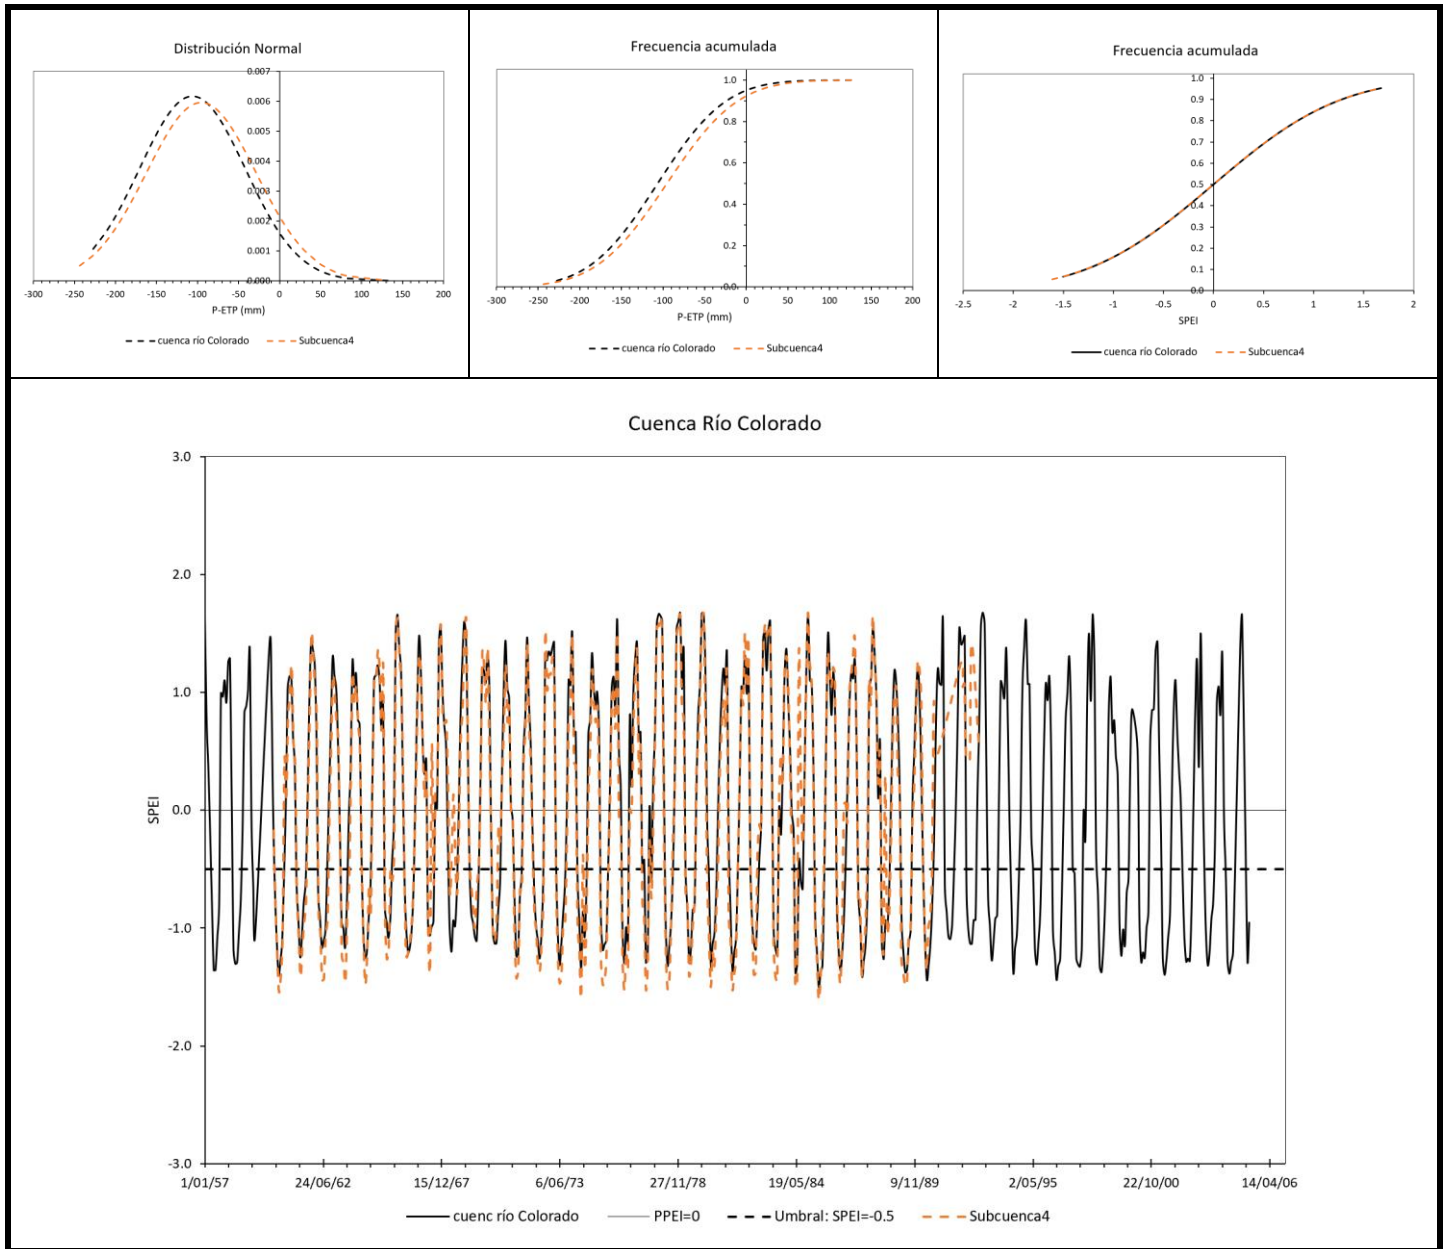 Distribución Normal
0.007
0.006
0.005
0.004
0.003
0.002
0.001
0.000
-300 -250 -200 -150 -100 -50 0 50 100 150 200
P-ETP (mm)
cuenca río Colorado Subcuenca4
Frecuencia acumulada
1.0
0.8
0.6
0.4
0.2
0.0
-300 -250 -200 -150 -100 -50 0 50 100 150 200
P-ETP (mm)
cuenca río Colorado Subcuenca4
Frecuencia acumulada
1.0
0.9
0.8
0.7
0.6
0.5
0.4
0.3
0.2
0.1
0.0
-2.5 -2 -1.5 -1 -0.5 0 0.5 1 1.5 2
SPEI
cuenca río Colorado Subcuenca4
Cuenca Río Colorado
3.0
2.0
1.0
0.0
-1.0
-2.0
-3.0
SPEI
1/01/57 24/06/62 15/12/67 6/06/73 27/11/78 19/05/84 9/11/89 2/05/95 22/10/00 14/04/06
cuenc río Colorado PPEI=0 Umbral: SPEI=-0.5 Subcuenca4